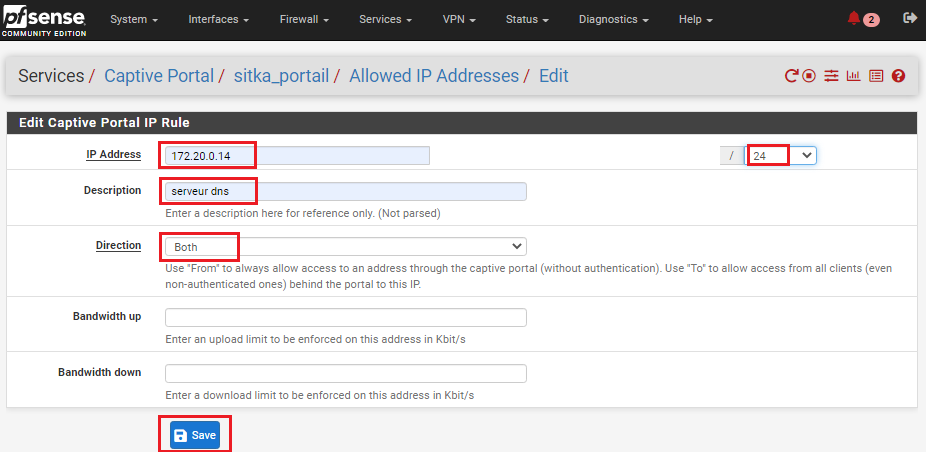 pfsense
COMMUNITY EDITION
System Interfaces Firewall Services VPN Status Diagnostics Help 2
Services / Captive Portal / sitka_portail / Allowed IP Addresses / Edit
Edit Captive Portal IP Rule
IP Address 172.20.0.14 / 24
Description serveur dns
Enter a description here for reference only. (Not parsed)
Direction Both
Use "From" to always allow access to an address through the captive portal (without authentication). Use "To" to allow access from all clients (even
non-authenticated ones) behind the portal to this IP.
Bandwidth up
Enter an upload limit to be enforced on this address in Kbit/s
Bandwidth down
Enter a download limit to be enforced on this address in Kbit/s
Save